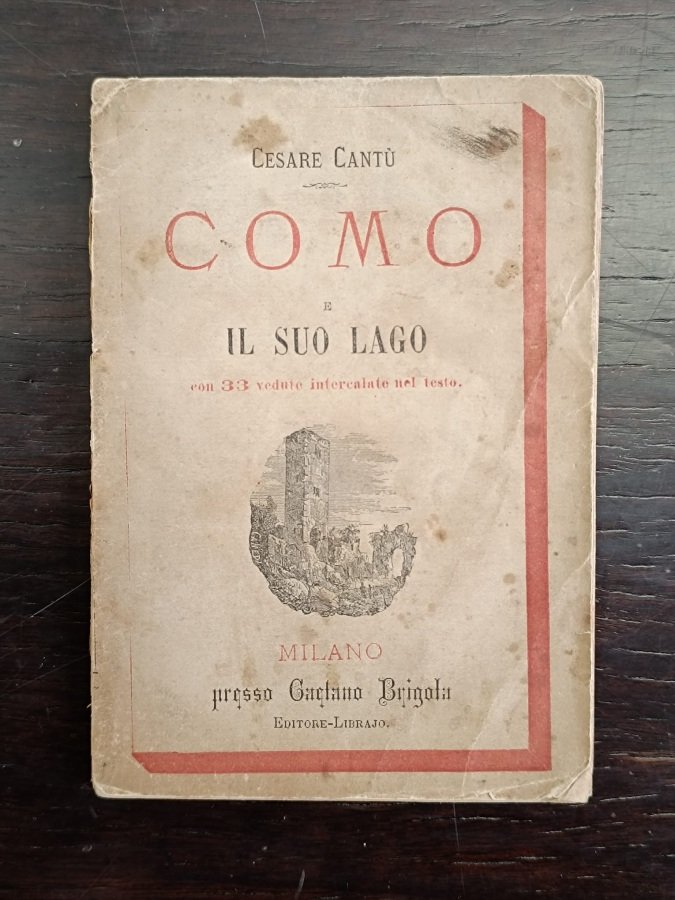 CESARE CANTÙ
COMO
E
IL SUO LAGO
con 33 vedute intercalate nel testo.
MILANO
presso Gaetano Brigola
EDITORE-LIBRAJO.